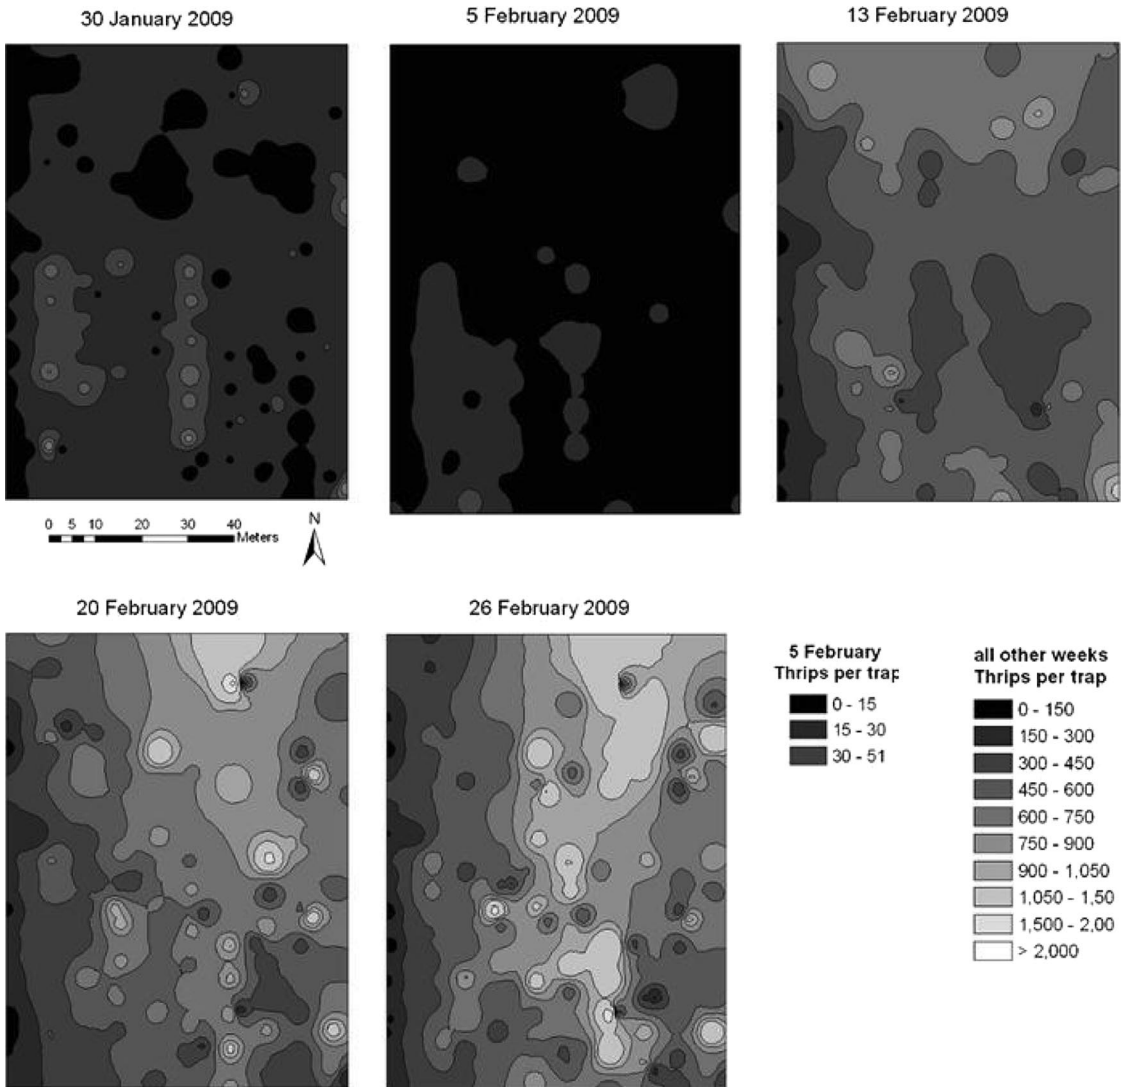 30 January 2009
5 February 2009
13 February 2009
0 5 10 20 30 40
Meters
N
20 February 2009
26 February 2009
5 February
Thrips per trap
0 - 15
15 - 30
30 - 51
all other weeks
Thrips per trap
0 - 150
150 - 300
300 - 450
450 - 600
600 - 750
750 - 900
900 - 1,050
1,050 - 1,50
1,500 - 2,00
> 2,000